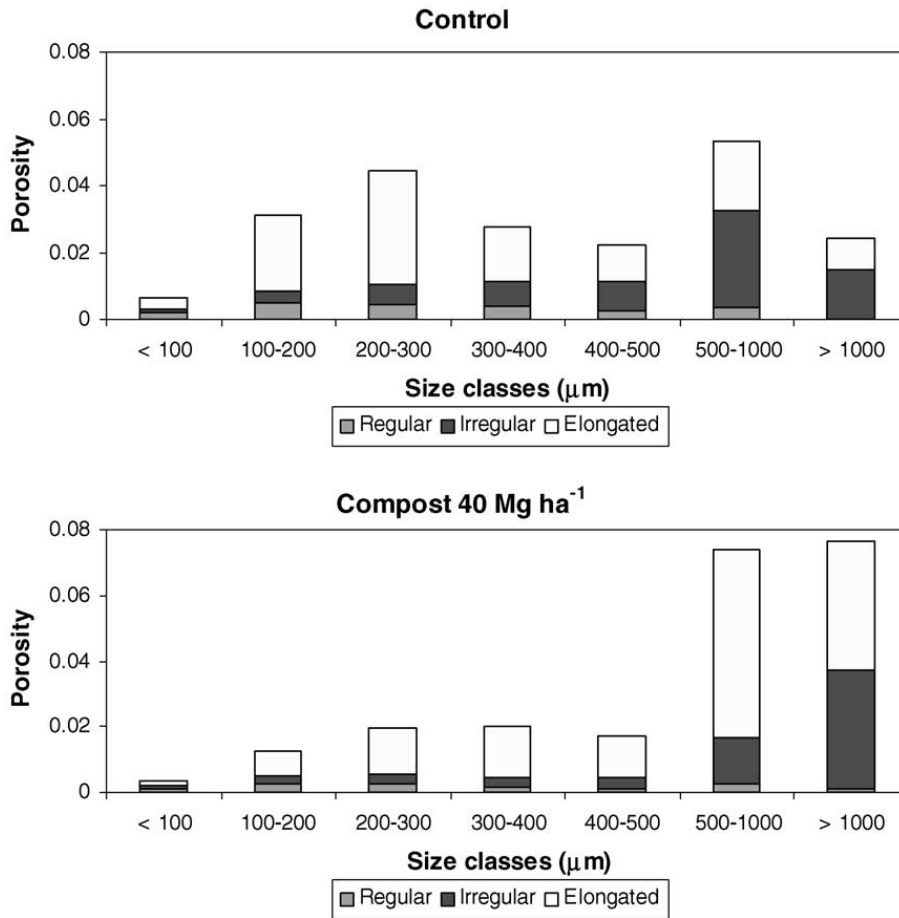 Control
0.08
0.06
0.04
0.02
0
Porosity
< 100 100-200 200-300 300-400 400-500 500-1000 > 1000
Size classes (μm)
Regular Irregular Elongated
Compost 40 Mg ha⁻¹
0.08
0.06
0.04
0.02
0
Porosity
< 100 100-200 200-300 300-400 400-500 500-1000 > 1000
Size classes (μm)
Regular Irregular Elongated